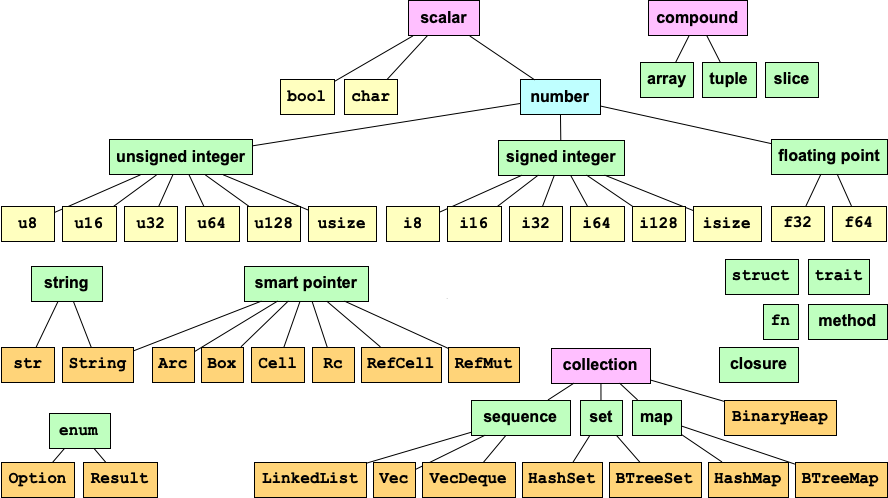 scalar
compound
bool
char
number
array
tuple
slice
unsigned integer
signed integer
floating point
u8
u16
u32
u64
u128
usize
i8
i16
i32
i64
i128
isize
f32
f64
string
smart pointer
struct
trait
fn
method
str
String
Arc
Box
Cell
Rc
RefCell
RefMut
collection
closure
enum
sequence
set
map
BinaryHeap
Option
Result
LinkedList
Vec
VecDeque
HashSet
BTreeSet
HashMap
BTreeMap